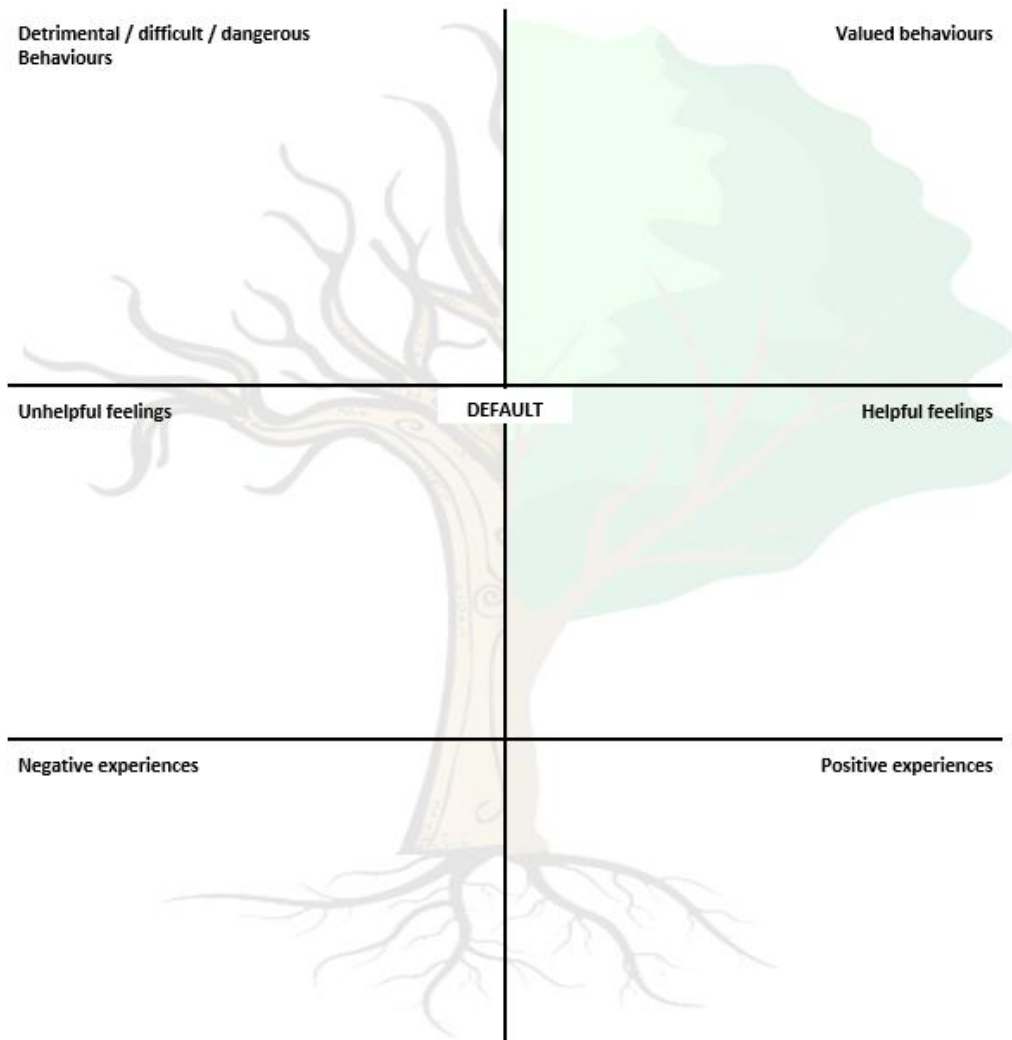 Detrimental / difficult / dangerous
Behaviours
Valued behaviours
Unhelpful feelings
DEFAULT
Helpful feelings
Negative experiences
Positive experiences